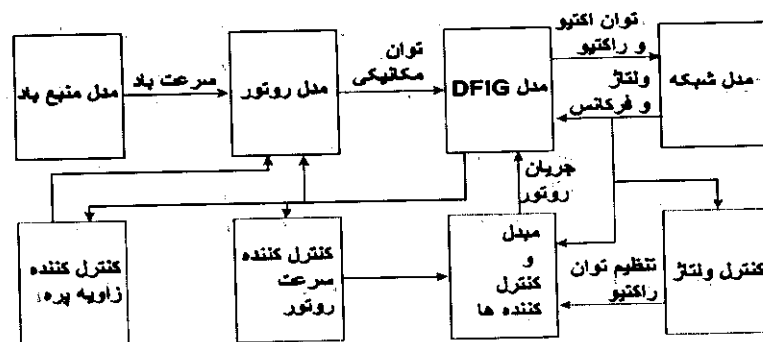 توان اکتیو
و راکتیو
توان
مکانیکی
ولتاژ
و فرکانس
مدل شبکه
مدل DFIG
مدل روتور
سرعت باد
مدل منبع باد
جریان
روتور
کنترل کننده
زاویه پره
کنترل کننده
سرعت
روتور
مبدل
و
کنترل
کننده ها
تنظیم توان
راکتیو
کنترل ولتاژ